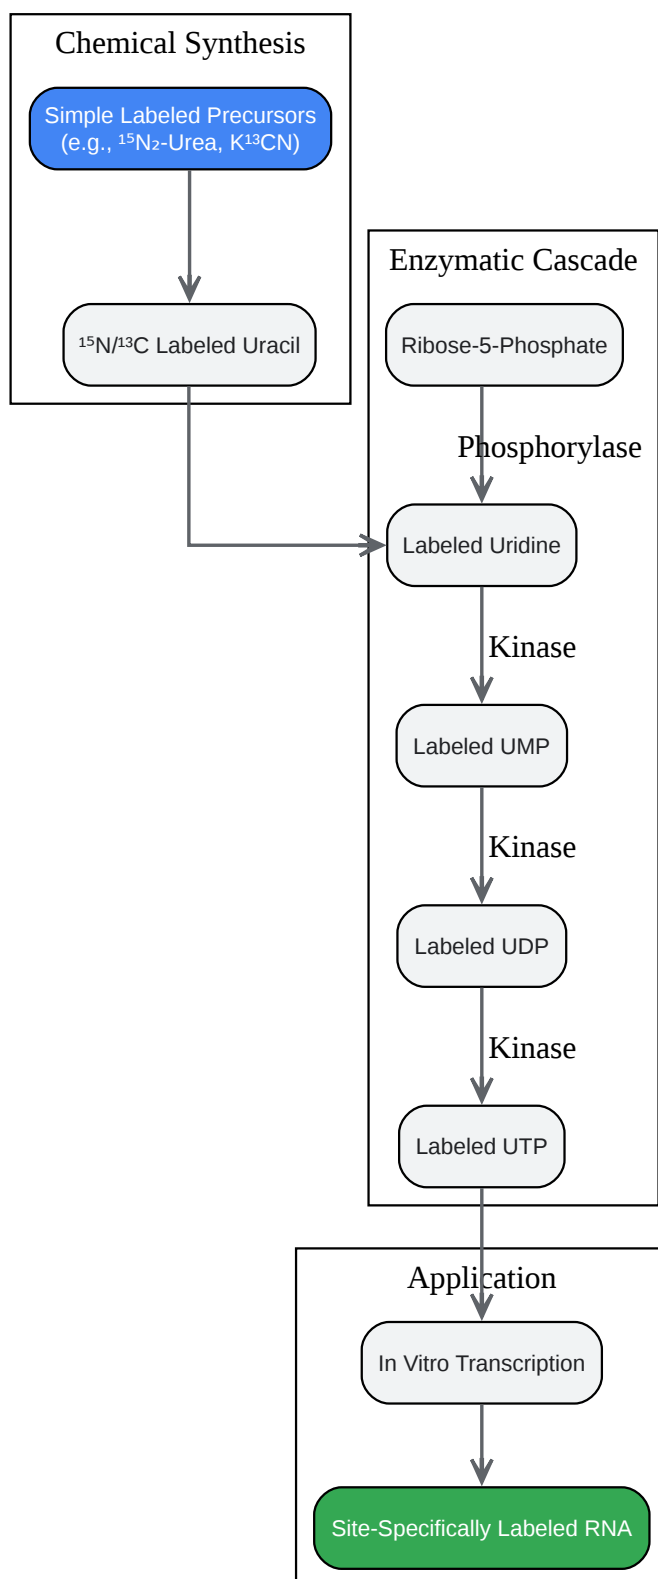 Chemical Synthesis
Simple Labeled Precursors
(e.g., ¹⁵N₂-Urea, K¹³CN)
¹⁵N/¹³C Labeled Uracil
Enzymatic Cascade
Ribose-5-Phosphate
Phosphorylase
Labeled Uridine
Kinase
Labeled UMP
Kinase
Labeled UDP
Kinase
Labeled UTP
Application
In Vitro Transcription
Site-Specifically Labeled RNA